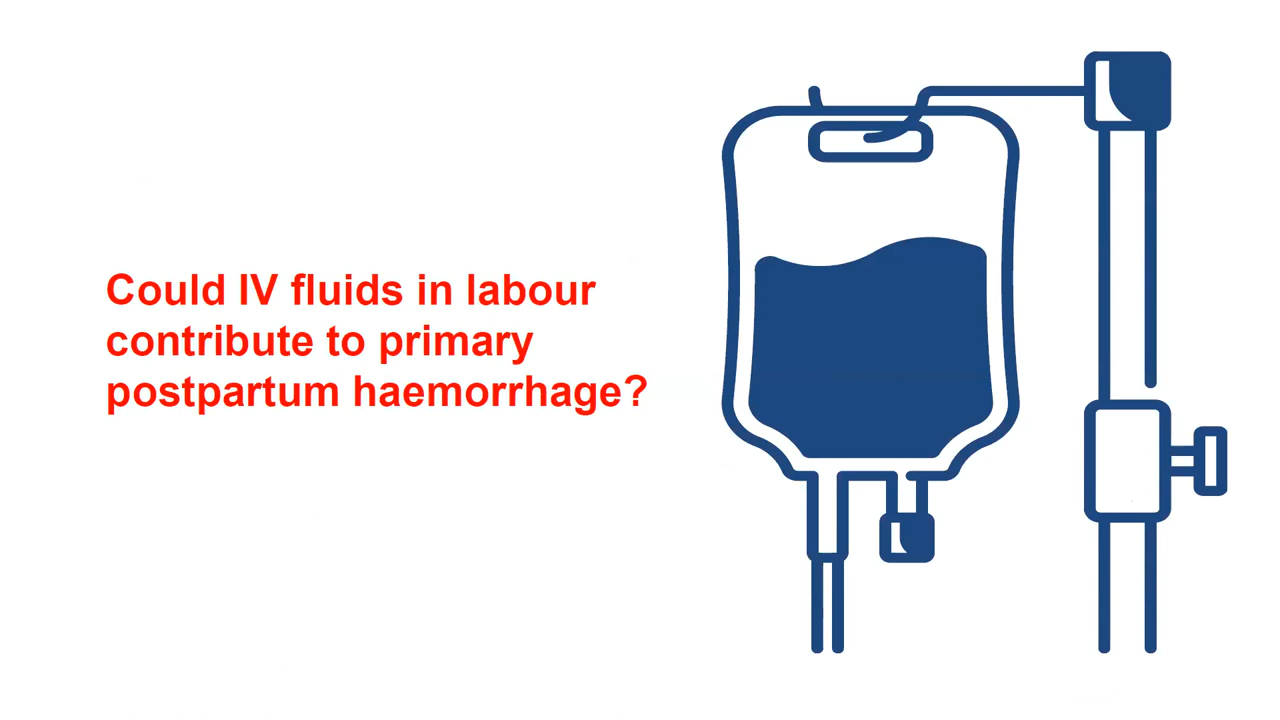 Could IV fluids in labour
contribute to primary
postpartum haemorrhage?